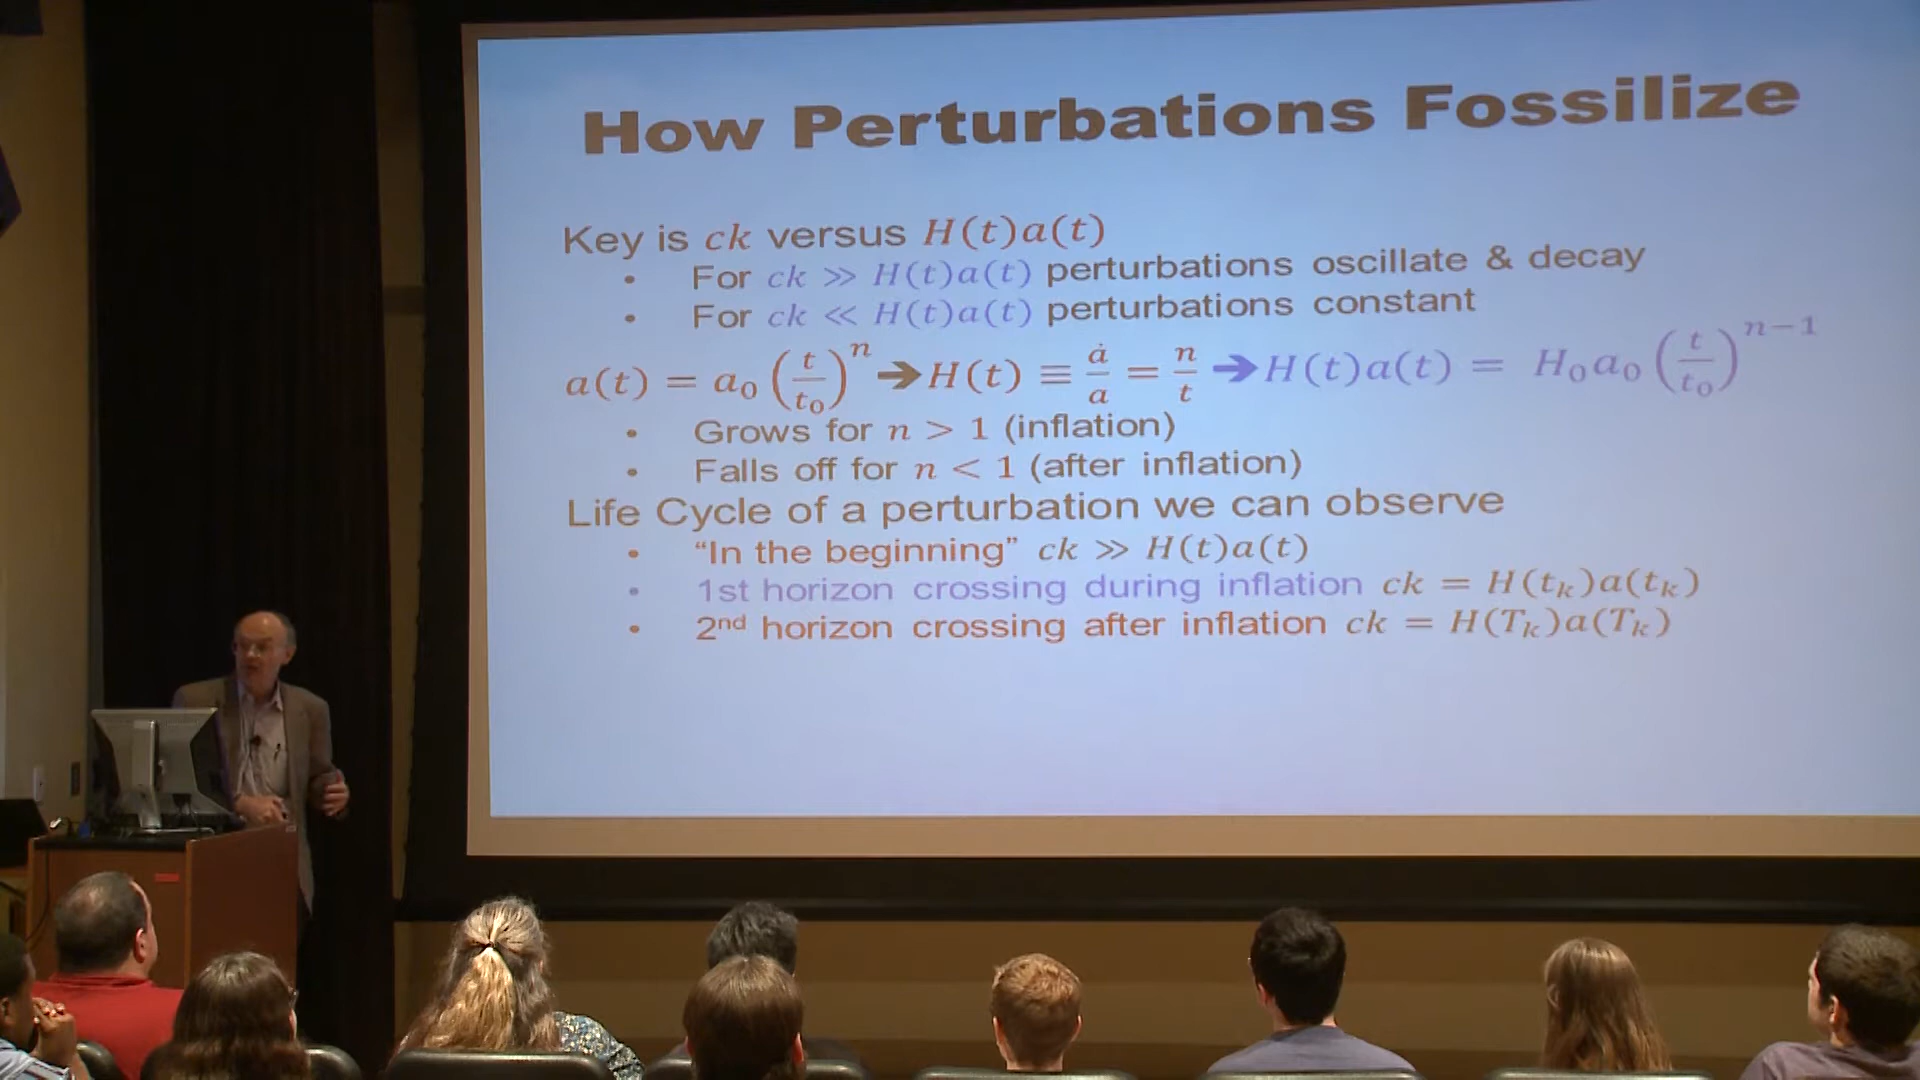 How Perturbations Fossilize
Key is ck versus H(t)a(t)
• For ck ≫ H(t)a(t) perturbations oscillate & decay
• For ck ≪ H(t)a(t) perturbations constant
a(t) = a₀ (t/t₀)ⁿ ➔ H(t) ≡ ȧ/a = n/t ➔ H(t)a(t) = H₀a₀ (t/t₀)ⁿ⁻¹
• Grows for n > 1 (inflation)
• Falls off for n < 1 (after inflation)
Life Cycle of a perturbation we can observe
• “In the beginning” ck ≫ H(t)a(t)
• 1st horizon crossing during inflation ck = H(tₖ)a(tₖ)
• 2ⁿᵈ horizon crossing after inflation ck = H(Tₖ)a(Tₖ)